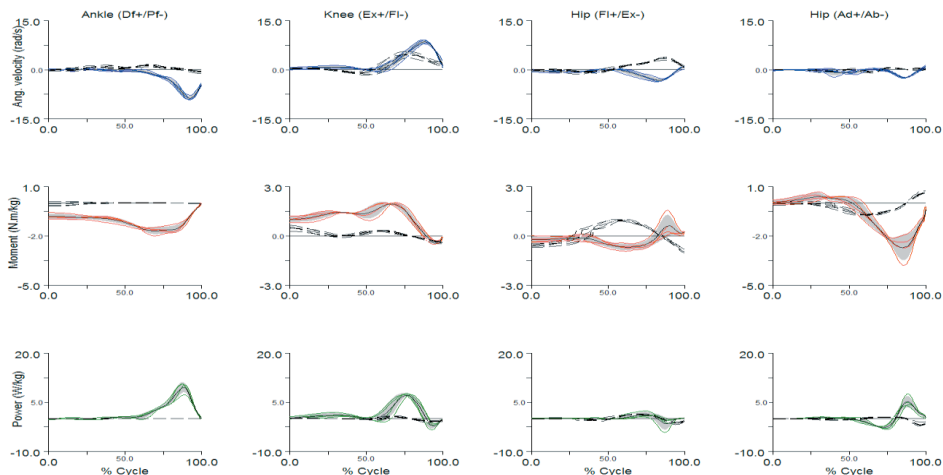 Ankle (Df+/Pf-) Knee (Ex+/Fl-) Hip (Fl+/Ex-) Hip (Ad+/Ab-)
15.0 15.0 15.0 15.0
Ang. velocity (rad/s)
0.0 0.0 0.0 0.0
-15.0 -15.0 -15.0 -15.0
0.0 50.0 100.0 0.0 50.0 100.0 0.0 50.0 100.0 0.0 50.0 100.0
1.0 3.0 3.0 1.0
Moment (N.m/kg)
-2.0 0.0 0.0 -2.0
-5.0 -3.0 -3.0 -5.0
0.0 50.0 100.0 0.0 50.0 100.0 0.0 50.0 100.0 0.0 50.0 100.0
20.0 20.0 20.0 20.0
Power (W/kg)
5.0 5.0 5.0 5.0
-10.0 -10.0 -10.0 -10.0
0.0 50.0 100.0 0.0 50.0 100.0 0.0 50.0 100.0 0.0 50.0 100.0
% Cycle % Cycle % Cycle % Cycle